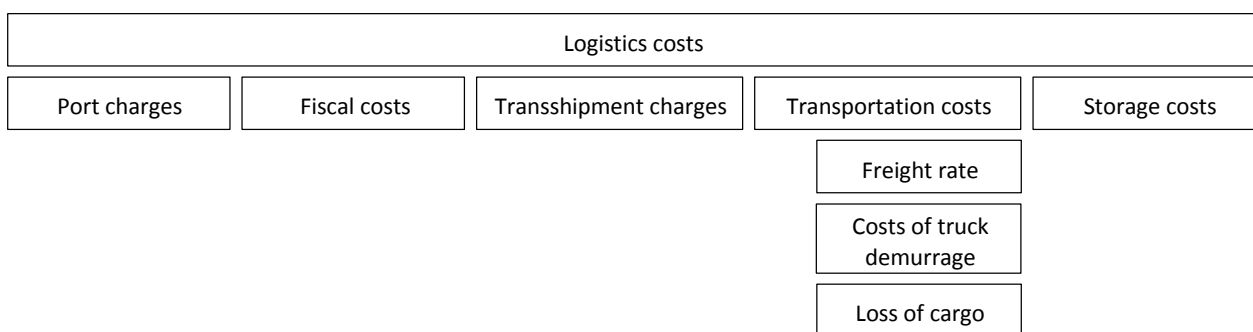 Logistics costs
Port charges
Fiscal costs
Transshipment charges
Transportation costs
Storage costs
Freight rate
Costs of truck
demurrage
Loss of cargo